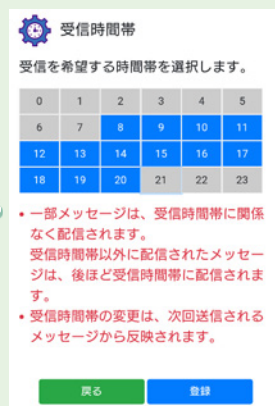 受信時間帯
受信を希望する時間帯を選択します。
0 1 2 3 4 5
6 7 8 9 10 11
12 13 14 15 16 17
18 19 20 21 22 23
• 一部メッセージは、受信時間帯に関係
なく配信されます。
受信時間帯以外に配信されたメッセー
ジは、後ほど受信時間帯に配信されま
す。
• 受信時間帯の変更は、次回送信される
メッセージから反映されます。
戻る 登録